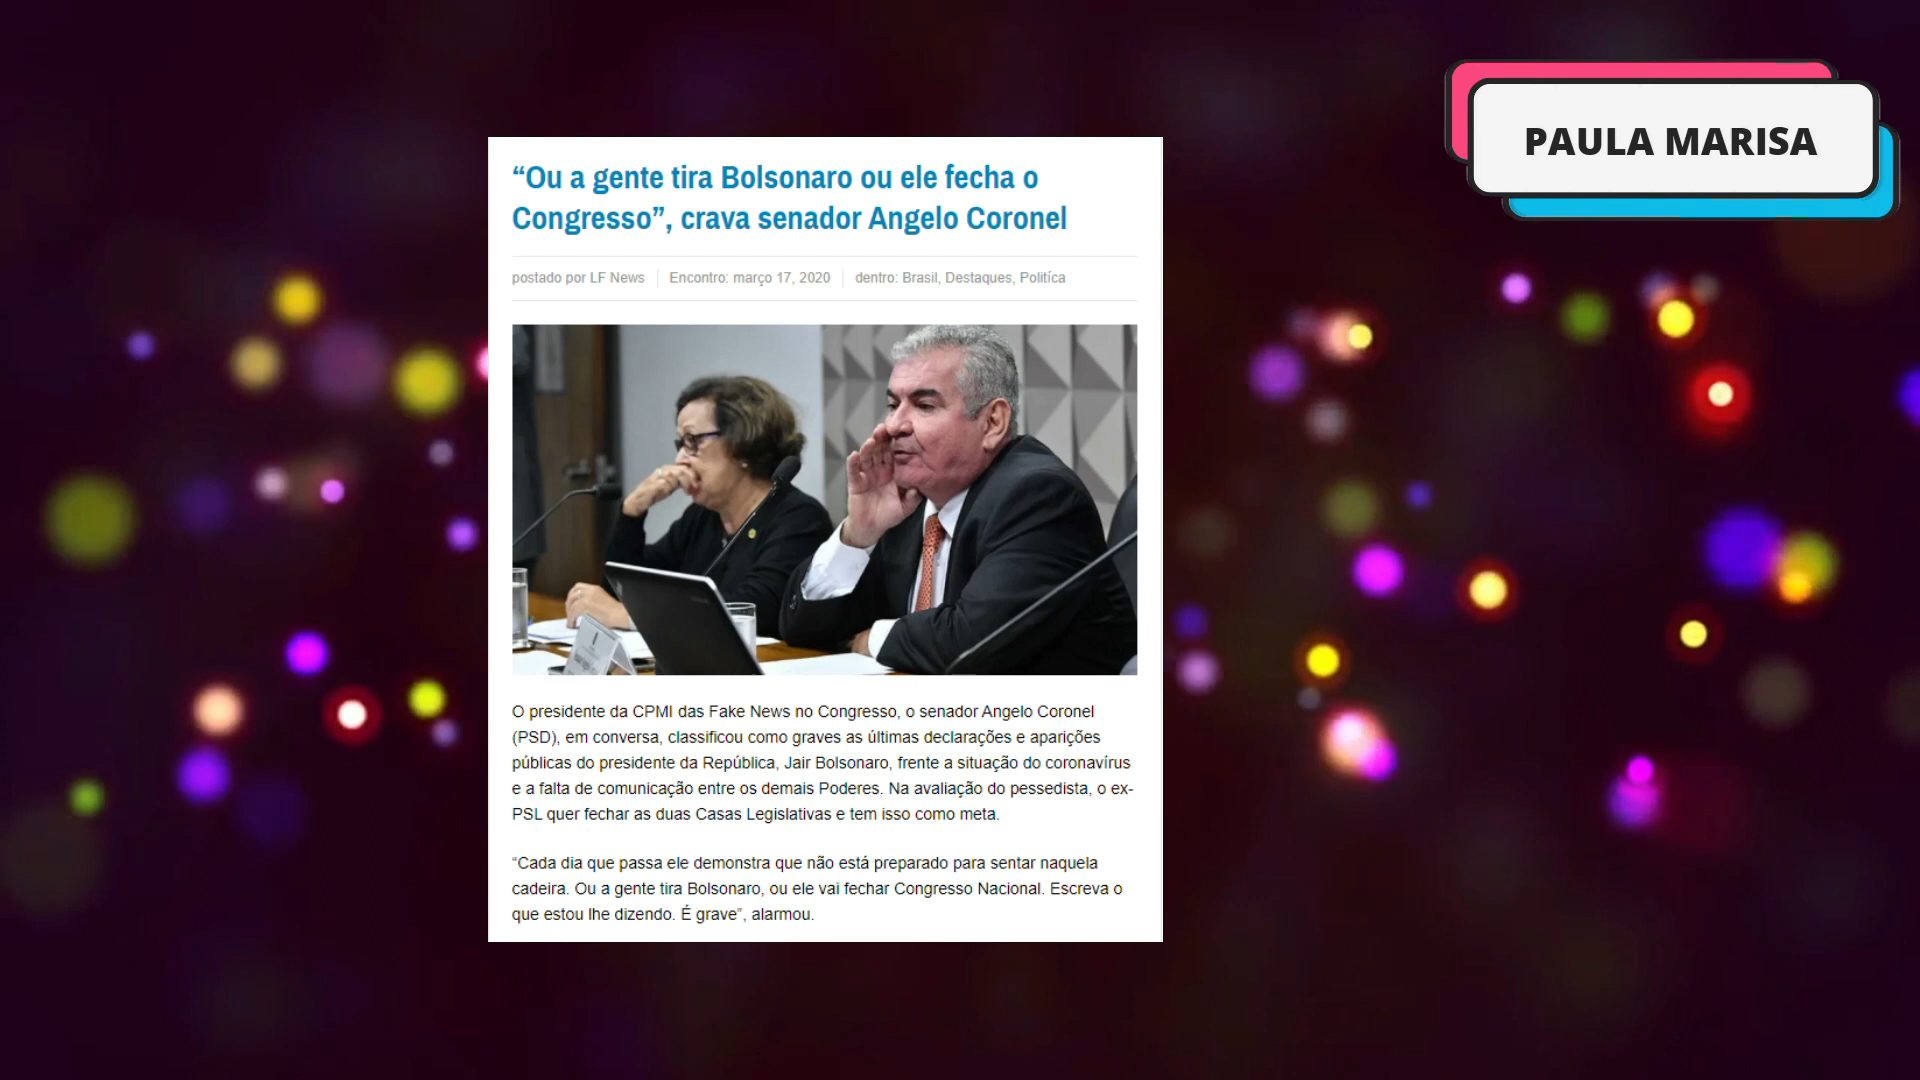 PAULA MARISA
“Ou a gente tira Bolsonaro ou ele fecha o
Congresso”, crava senador Angelo Coronel
postado por LF News Encontro: março 17, 2020 dentro: Brasil, Destaques, Politíca
O presidente da CPMI das Fake News no Congresso, o senador Angelo Coronel
(PSD), em conversa, classificou como graves as últimas declarações e aparições
públicas do presidente da República, Jair Bolsonaro, frente a situação do coronavírus
e a falta de comunicação entre os demais Poderes. Na avaliação do pessedista, o ex-
PSL quer fechar as duas Casas Legislativas e tem isso como meta.
“Cada dia que passa ele demonstra que não está preparado para sentar naquela
cadeira. Ou a gente tira Bolsonaro, ou ele vai fechar Congresso Nacional. Escreva o
que estou lhe dizendo. É grave”, alarmou.